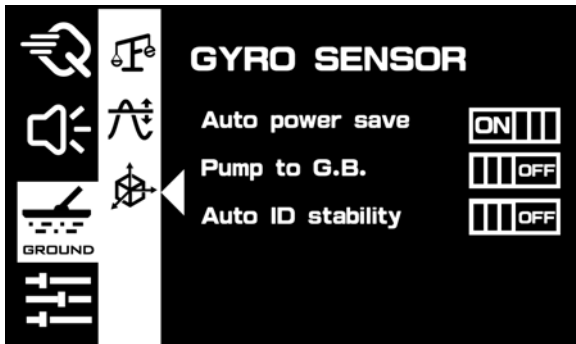 GYRO SENSOR
Auto power save ON
Pump to G.B. OFF
Auto ID stability OFF
GROUND